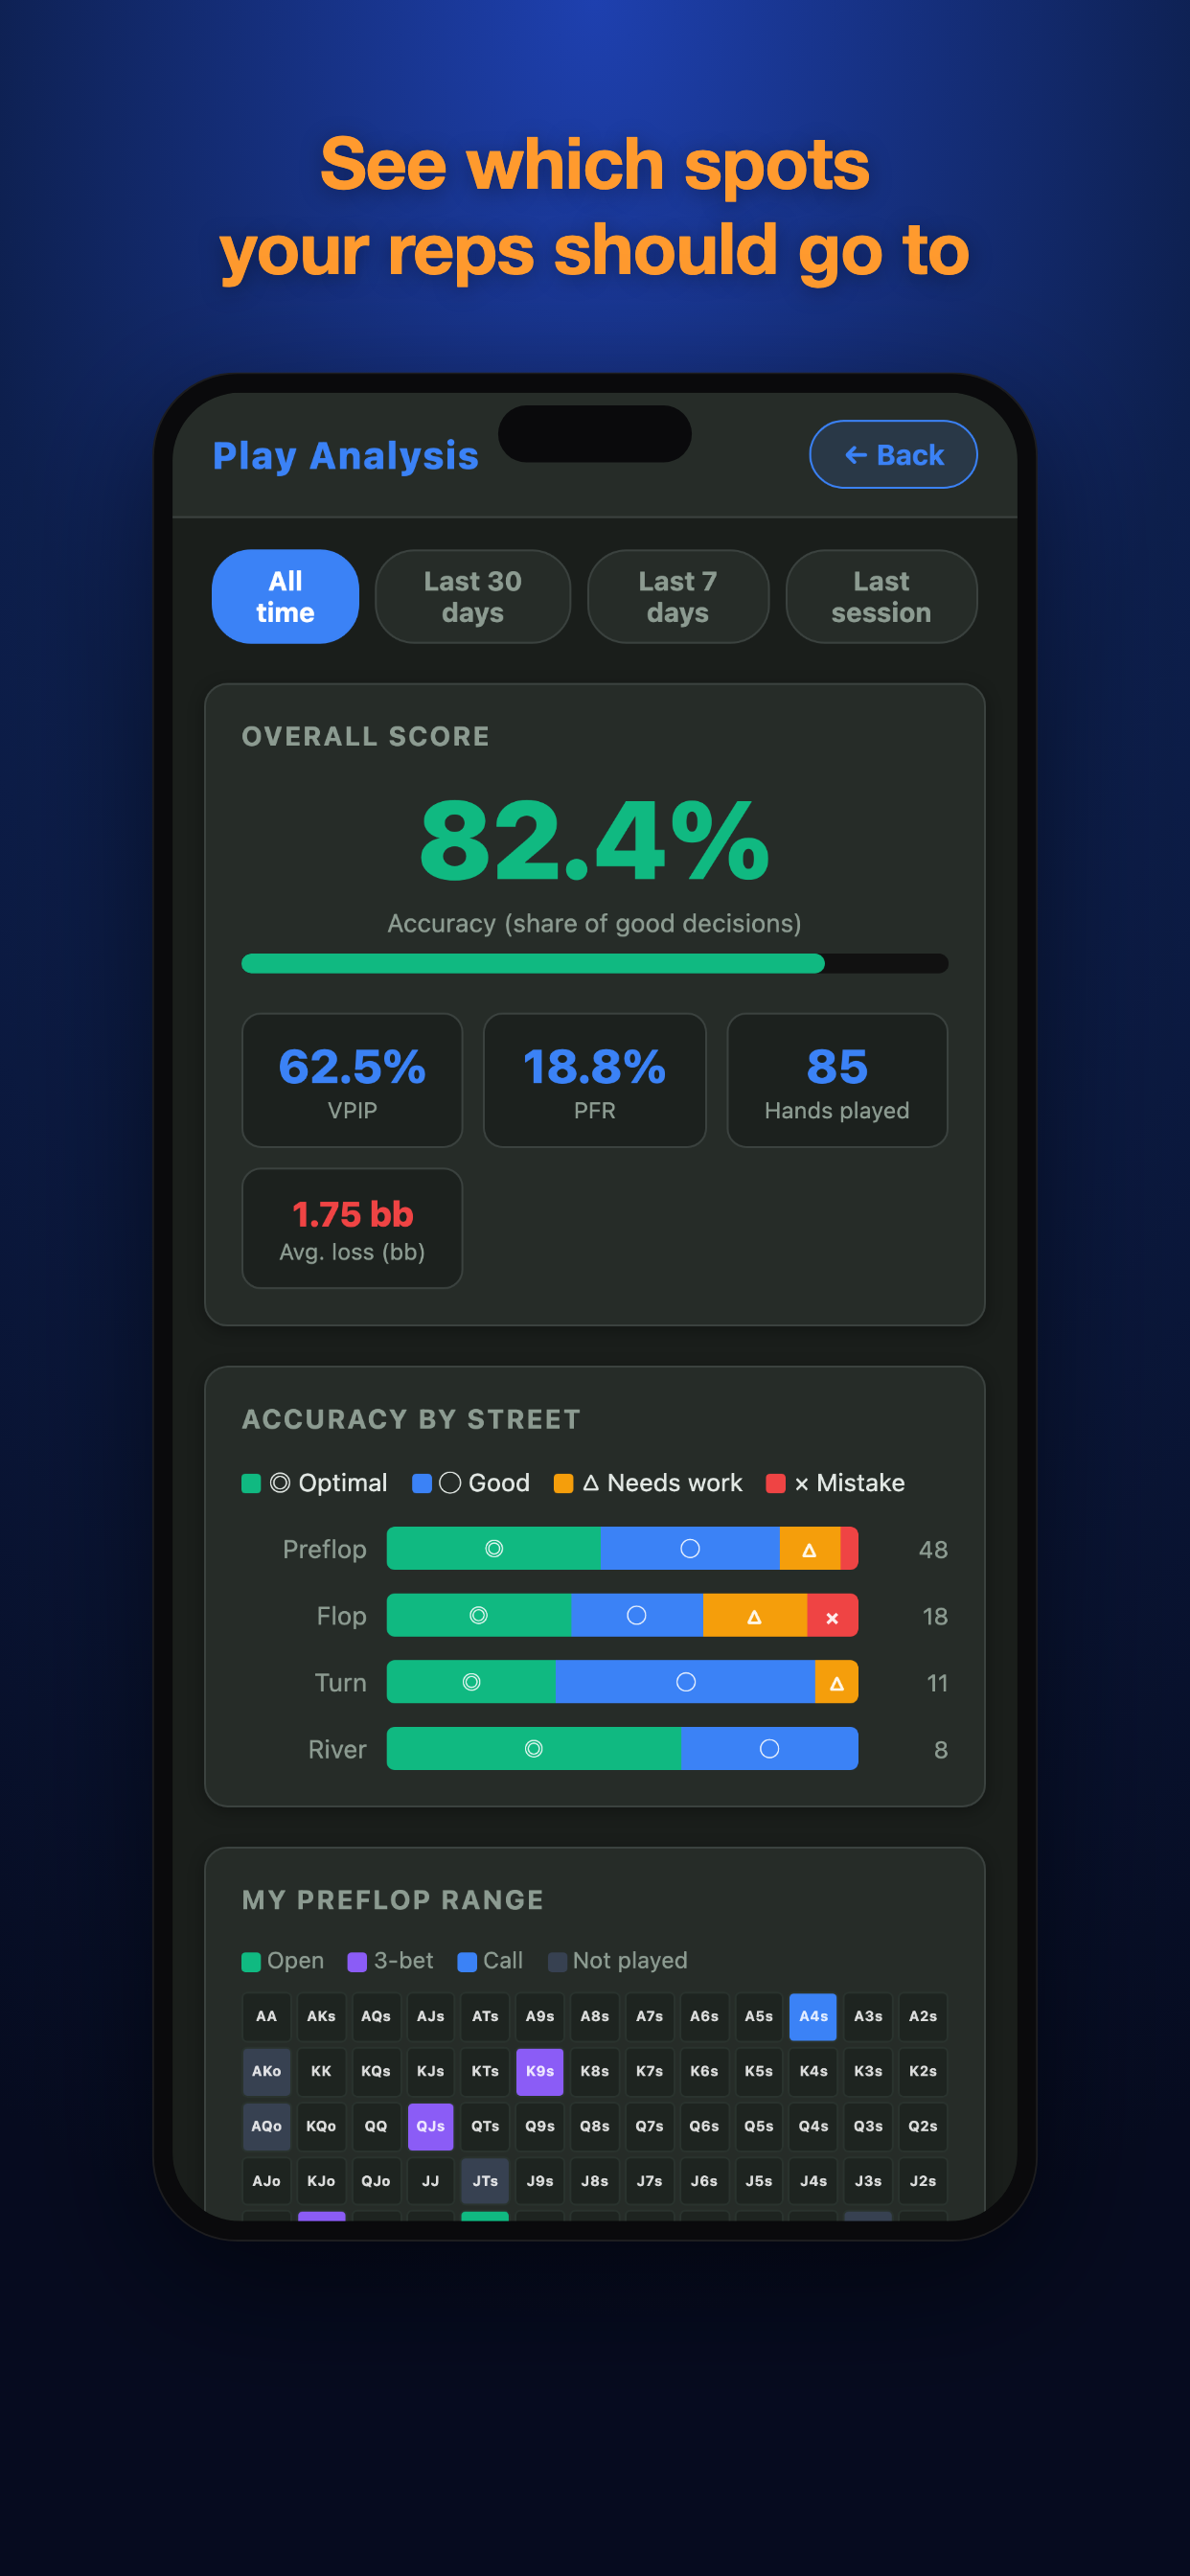 See which spots
your reps should go to
Play Analysis
← Back
All
time
Last 30
days
Last 7
days
Last
session
OVERALL SCORE
82.4%
Accuracy (share of good decisions)
62.5%
VPIP
18.8%
PFR
85
Hands played
1.75 bb
Avg. loss (bb)
ACCURACY BY STREET
◎ Optimal ○ Good △ Needs work × Mistake
Preflop ◎ ○ △ 48
Flop ◎ ○ △ × 18
Turn ◎ ○ △ 11
River ◎ ○ 8
MY PREFLOP RANGE
Open 3-bet Call Not played
AA AKs AQs AJs ATs A9s A8s A7s A6s A5s A4s A3s A2s
AKo KK KQs KJs KTs K9s K8s K7s K6s K5s K4s K3s K2s
AQo KQo QQ QJs QTs Q9s Q8s Q7s Q6s Q5s Q4s Q3s Q2s
AJo KJo QJo JJ JTs J9s J8s J7s J6s J5s J4s J3s J2s